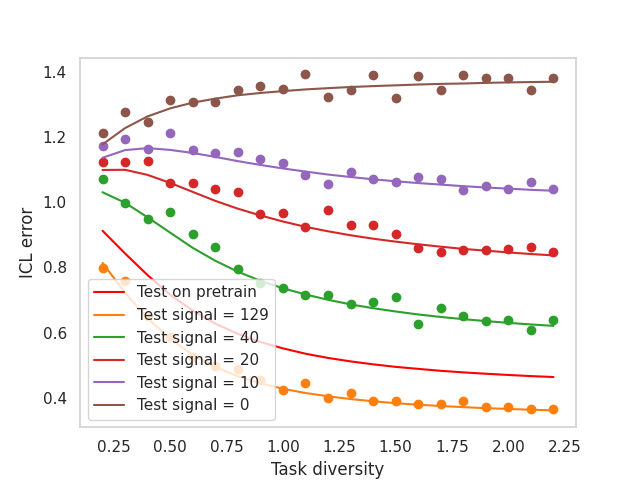 1.4
1.2
1.0
0.8
0.6
0.4
ICL error
Test on pretrain
Test signal = 129
Test signal = 40
Test signal = 20
Test signal = 10
Test signal = 0
0.25 0.50 0.75 1.00 1.25 1.50 1.75 2.00 2.25
Task diversity